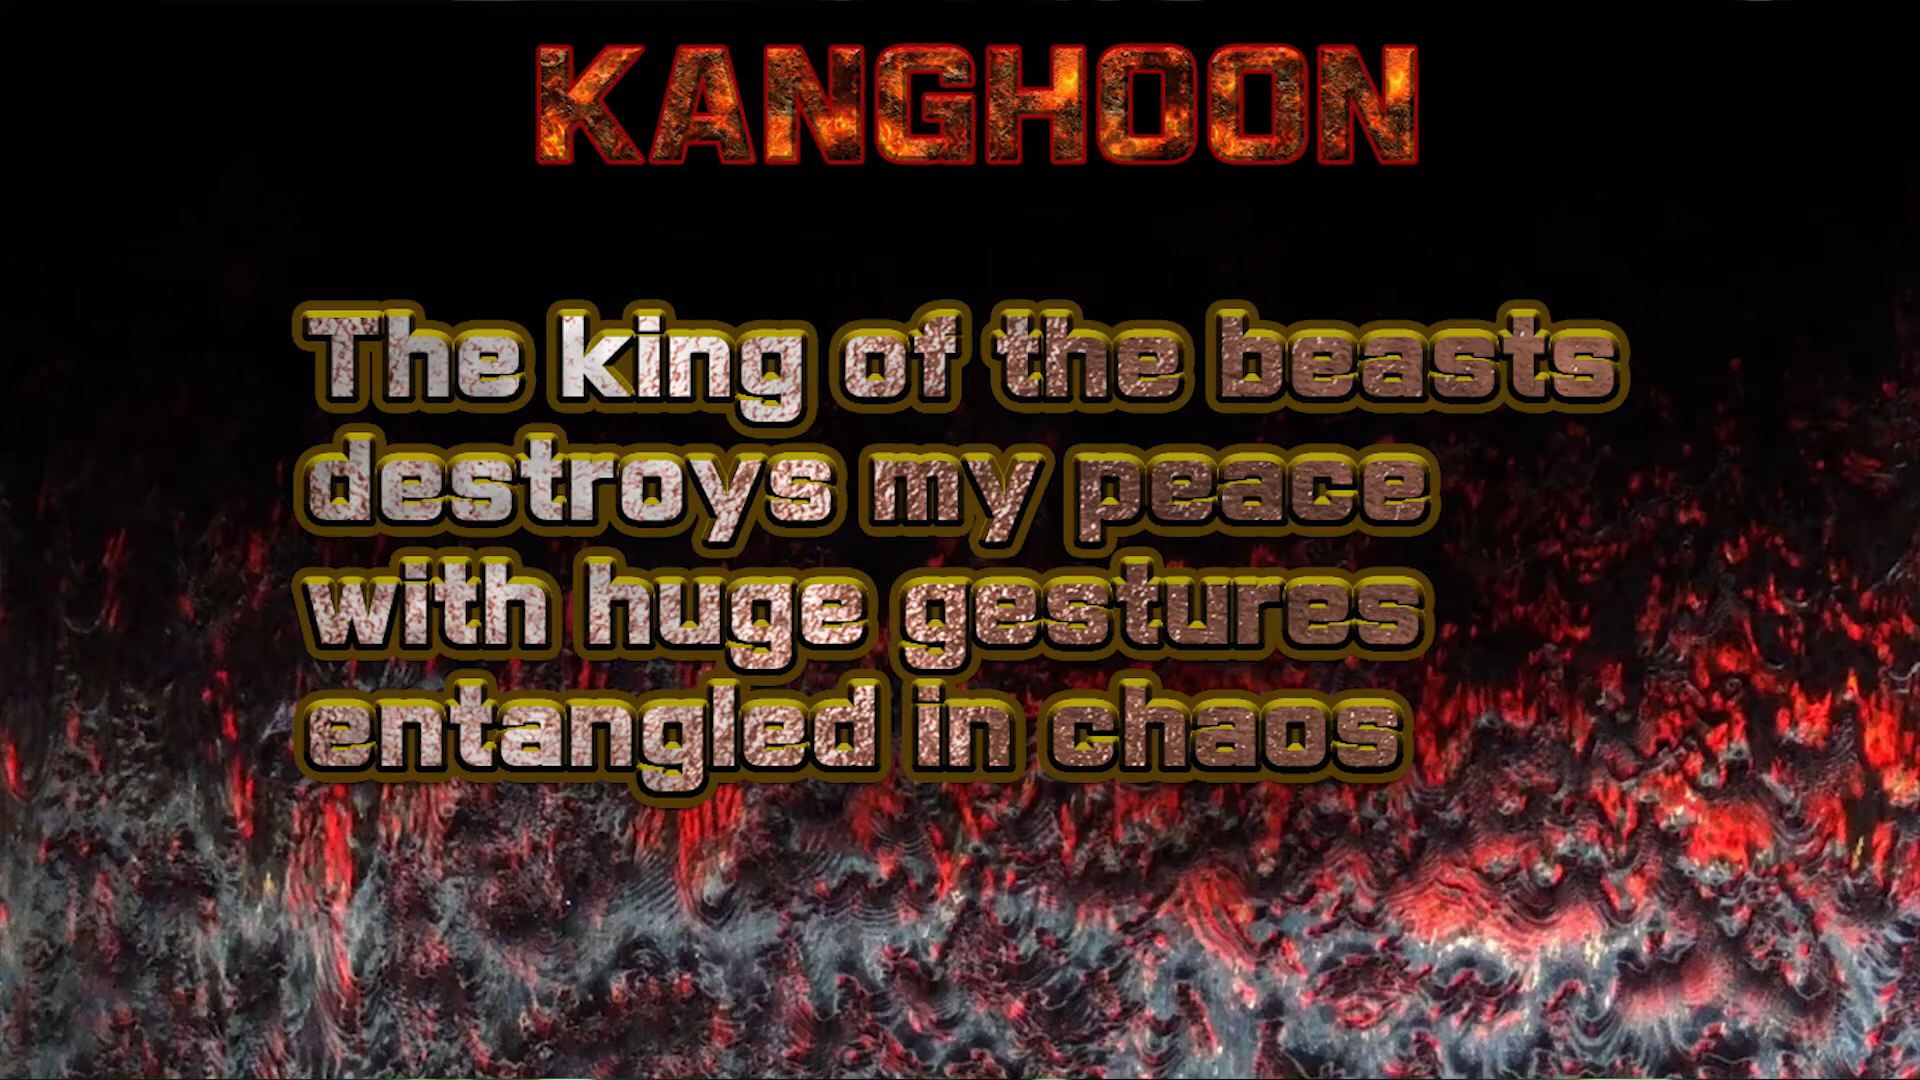 KANGHOON
The king of the beasts
destroys my peace
with huge gestures
entangled in chaos